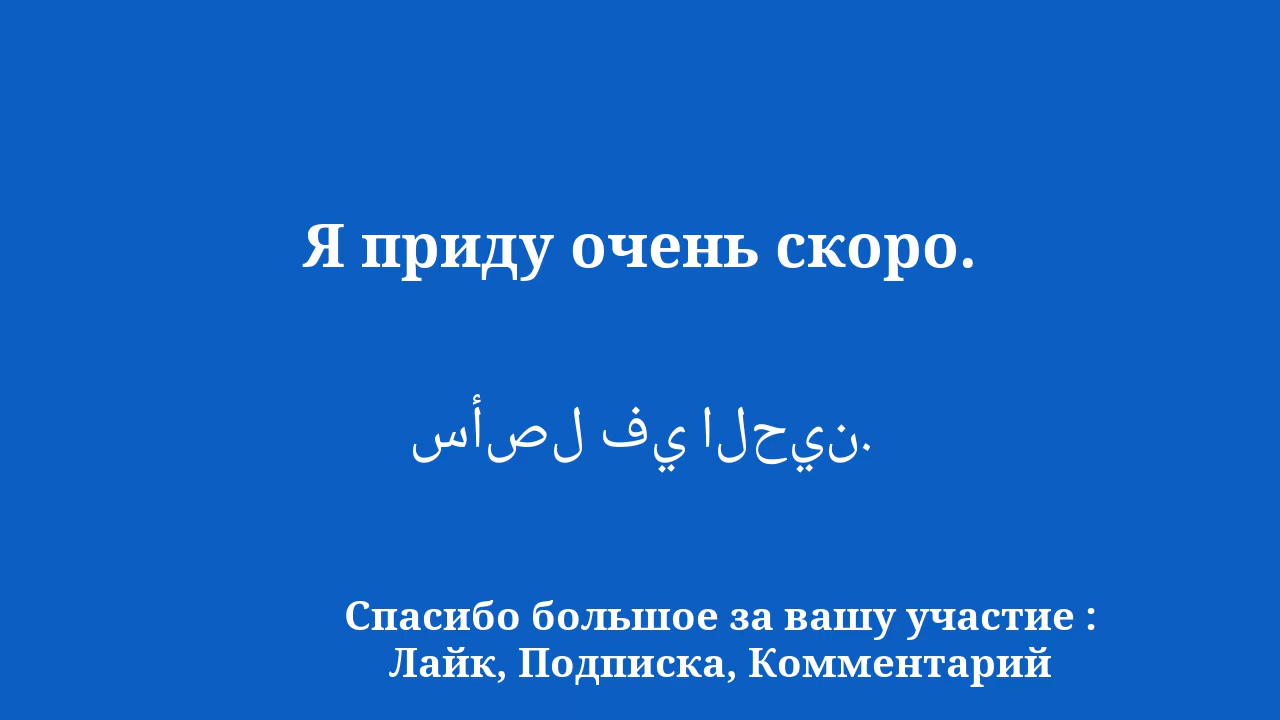 Я приду очень скоро.
سأصل في الحين.
Спасибо большое за вашу участие :
Лайк, Подписка, Комментарий